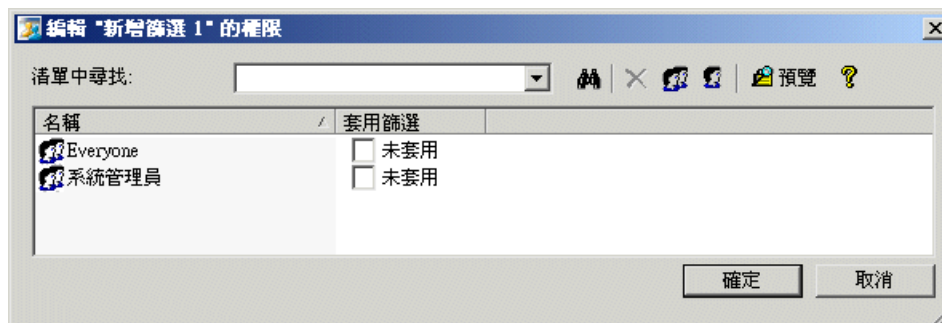 編輯 "新增篩選 1" 的權限
清單中尋找: 預覽
名稱 套用篩選
Everyone 未套用
系統管理員 未套用
確定 取消